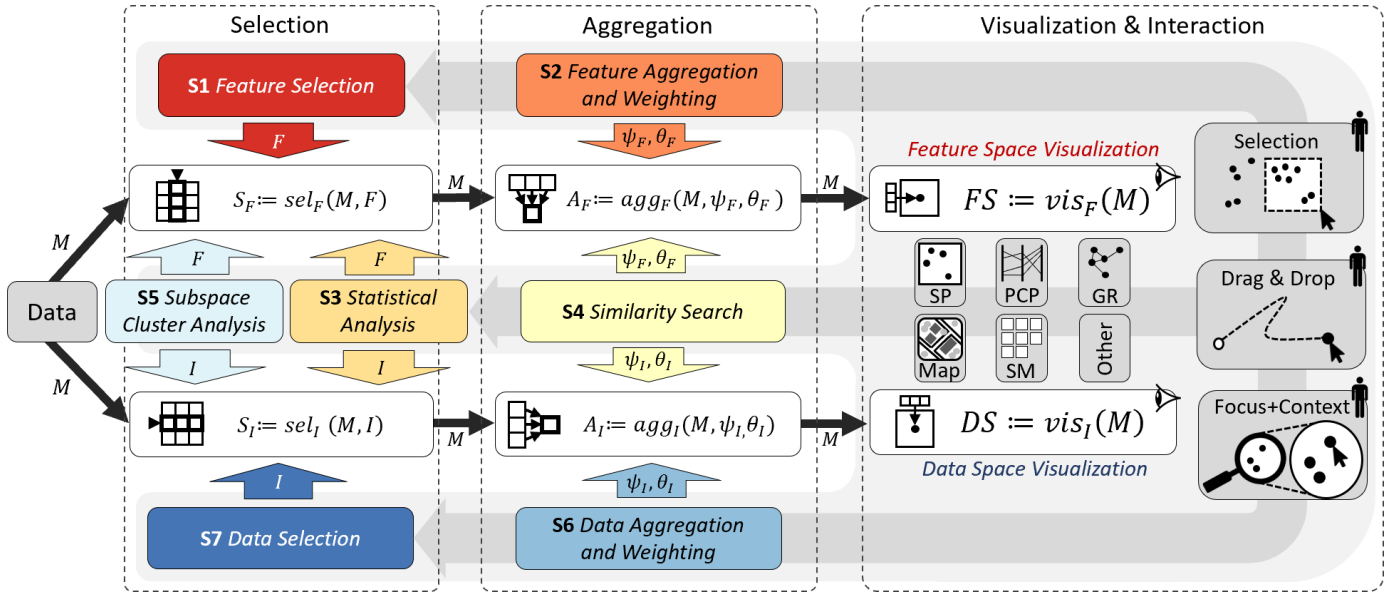 Selection
Aggregation
Visualization & Interaction
S1 Feature Selection
S2 Feature Aggregation
and Weighting
F
ψ_F, θ_F
Feature Space Visualization
Selection
M
S_F≔ sel_F(M, F)
M
A_F≔ agg_F(M, ψ_F, θ_F)
M
FS ≔ vis_F(M)
F
F
ψ_F, θ_F
SP
PCP
GR
Drag & Drop
Data
S5 Subspace
Cluster Analysis
S3 Statistical
Analysis
S4 Similarity Search
I
I
ψ_I, θ_I
Map
SM
Other
M
S_I≔ sel_I (M, I)
M
A_I≔ agg_I(M, ψ_I, θ_I)
M
DS ≔ vis_I(M)
Focus+Context
I
ψ_I, θ_I
Data Space Visualization
S7 Data Selection
S6 Data Aggregation
and Weighting